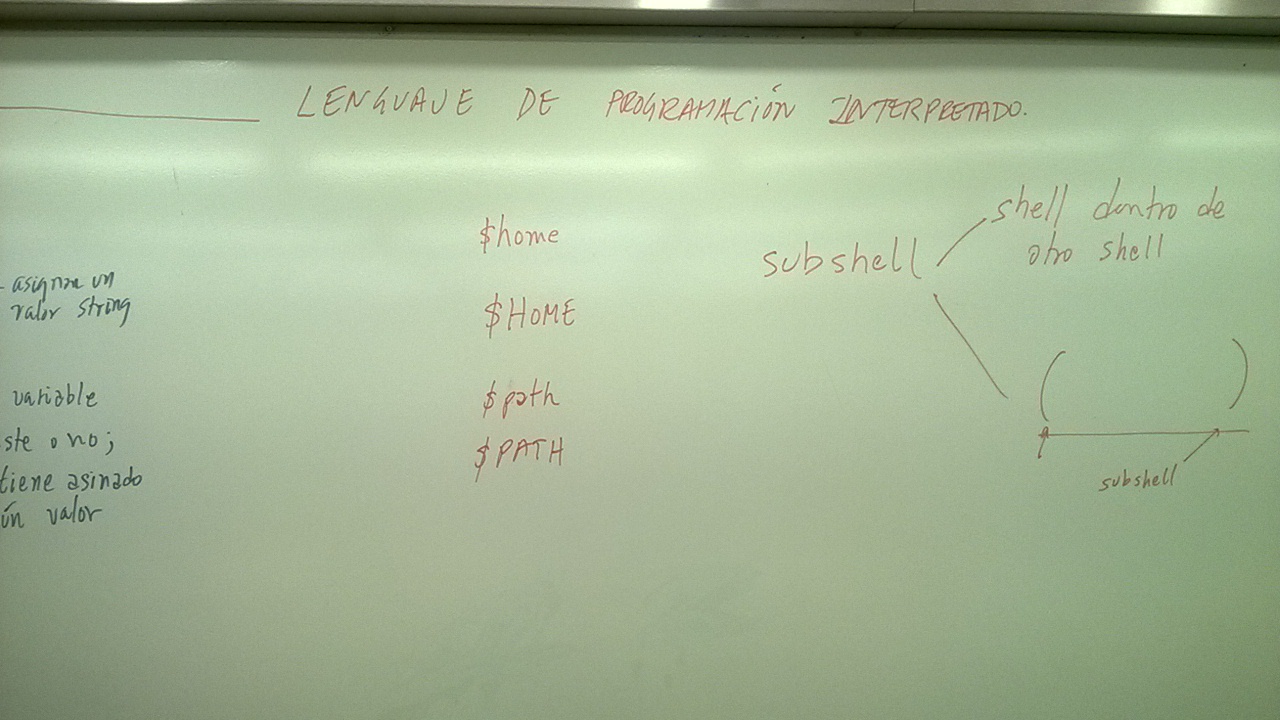 LENGUAJE DE PROGRAMACIÓN INTERPRETADO.
asignan un
valor string
variable
ste o no;
tiene asinado
ún valor
$home
$HOME
$path
$PATH
subshell
shell dentro de
otro shell
( )
subshell